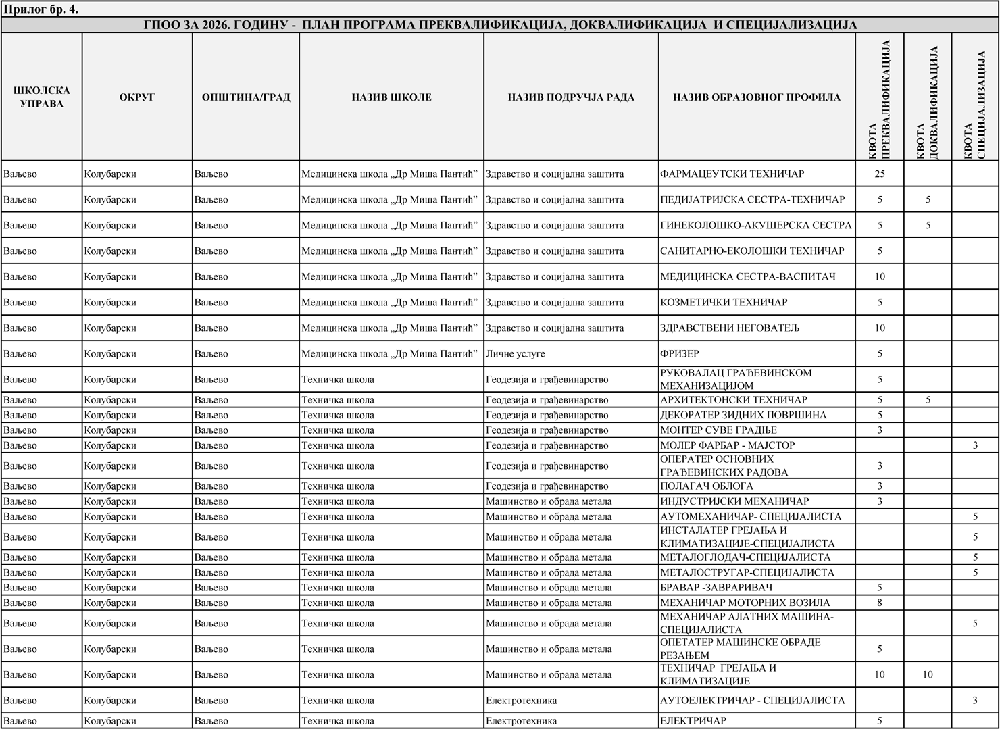 Прилог бр. 4.
ГПОО ЗА 2026. ГОДИНУ - ПЛАН ПРОГРАМА ПРЕКВАЛИФИКАЦИЈА, ДОКВАЛИФИКАЦИЈА И СПЕЦИЈАЛИЗАЦИЈА
ШКОЛСКА УПРАВА ОКРУГ ОПШТИНА/ГРАД НАЗИВ ШКОЛЕ НАЗИВ ПОДРУЧЈА РАДА НАЗИВ ОБРАЗОВНОГ ПРОФИЛА КВОТА ПРЕКВАЛИФИКАЦИЈА КВОТА ДОКВАЛИФИКАЦИЈА КВОТА СПЕЦИЈАЛИЗАЦИЈА
Ваљево Колубарски Ваљево Медицинска школа „Др Миша Пантић” Здравство и социјална заштита ФАРМАЦЕУТСКИ ТЕХНИЧАР 25
Ваљево Колубарски Ваљево Медицинска школа „Др Миша Пантић” Здравство и социјална заштита ПЕДИЈАТРИЈСКА СЕСТРА-ТЕХНИЧАР 5 5
Ваљево Колубарски Ваљево Медицинска школа „Др Миша Пантић” Здравство и социјална заштита ГИНЕКОЛОШКО-АКУШЕРСКА СЕСТРА 5 5
Ваљево Колубарски Ваљево Медицинска школа „Др Миша Пантић” Здравство и социјална заштита САНИТАРНО-ЕКОЛОШКИ ТЕХНИЧАР 5
Ваљево Колубарски Ваљево Медицинска школа „Др Миша Пантић” Здравство и социјална заштита МЕДИЦИНСКА СЕСТРА-ВАСПИТАЧ 10
Ваљево Колубарски Ваљево Медицинска школа „Др Миша Пантић” Здравство и социјална заштита КОЗМЕТИЧКИ ТЕХНИЧАР 5
Ваљево Колубарски Ваљево Медицинска школа „Др Миша Пантић” Здравство и социјална заштита ЗДРАВСТВЕНИ НЕГОВАТЕЉ 10
Ваљево Колубарски Ваљево Медицинска школа „Др Миша Пантић” Личне услуге ФРИЗЕР 5
Ваљево Колубарски Ваљево Техничка школа Геодезија и грађевинарство РУКОВАЛАЦ ГРАЂЕВИНСКОМ МЕХАНИЗАЦИЈОМ 5
Ваљево Колубарски Ваљево Техничка школа Геодезија и грађевинарство АРХИТЕКТОНСКИ ТЕХНИЧАР 5 5
Ваљево Колубарски Ваљево Техничка школа Геодезија и грађевинарство ДЕКОРАТЕР ЗИДНИХ ПОВРШИНА 5
Ваљево Колубарски Ваљево Техничка школа Геодезија и грађевинарство МОНТЕР СУВЕ ГРАДЊЕ 3
Ваљево Колубарски Ваљево Техничка школа Геодезија и грађевинарство МОЛЕР ФАРБАР - МАЈСТОР 3
Ваљево Колубарски Ваљево Техничка школа Геодезија и грађевинарство ОПЕРАТЕР ОСНОВНИХ ГРАЂЕВИНСКИХ РАДОВА 3
Ваљево Колубарски Ваљево Техничка школа Геодезија и грађевинарство ПОЛАГАЧ ОБЛОГА 3
Ваљево Колубарски Ваљево Техничка школа Машинство и обрада метала ИНДУСТРИЈСКИ МЕХАНИЧАР 3
Ваљево Колубарски Ваљево Техничка школа Машинство и обрада метала АУТОМЕХАНИЧАР- СПЕЦИЈАЛИСТА 5
Ваљево Колубарски Ваљево Техничка школа Машинство и обрада метала ИНСТАЛАТЕР ГРЕЈАЊА И КЛИМАТИЗАЦИЈЕ-СПЕЦИЈАЛИСТА 5
Ваљево Колубарски Ваљево Техничка школа Машинство и обрада метала МЕТАЛОГЛОДАЧ-СПЕЦИЈАЛИСТА 5
Ваљево Колубарски Ваљево Техничка школа Машинство и обрада метала МЕТАЛОСТРУГАР-СПЕЦИЈАЛИСТА 5
Ваљево Колубарски Ваљево Техничка школа Машинство и обрада метала БРАВАР -ЗАВРАРИВАЧ 5
Ваљево Колубарски Ваљево Техничка школа Машинство и обрада метала МЕХАНИЧАР МОТОРНИХ ВОЗИЛА 8
Ваљево Колубарски Ваљево Техничка школа Машинство и обрада метала МЕХАНИЧАР АЛАТНИХ МАШИНА-СПЕЦИЈАЛИСТА 5
Ваљево Колубарски Ваљево Техничка школа Машинство и обрада метала ОПЕТАТЕР МАШИНСКЕ ОБРАДЕ РЕЗАЊЕМ 5
Ваљево Колубарски Ваљево Техничка школа Машинство и обрада метала ТЕХНИЧАР ГРЕЈАЊА И КЛИМАТИЗАЦИЈЕ 10 10
Ваљево Колубарски Ваљево Техничка школа Електротехника АУТОЕЛЕКТРИЧАР - СПЕЦИЈАЛИСТА 3
Ваљево Колубарски Ваљево Техничка школа Електротехника ЕЛЕКТРИЧАР 5